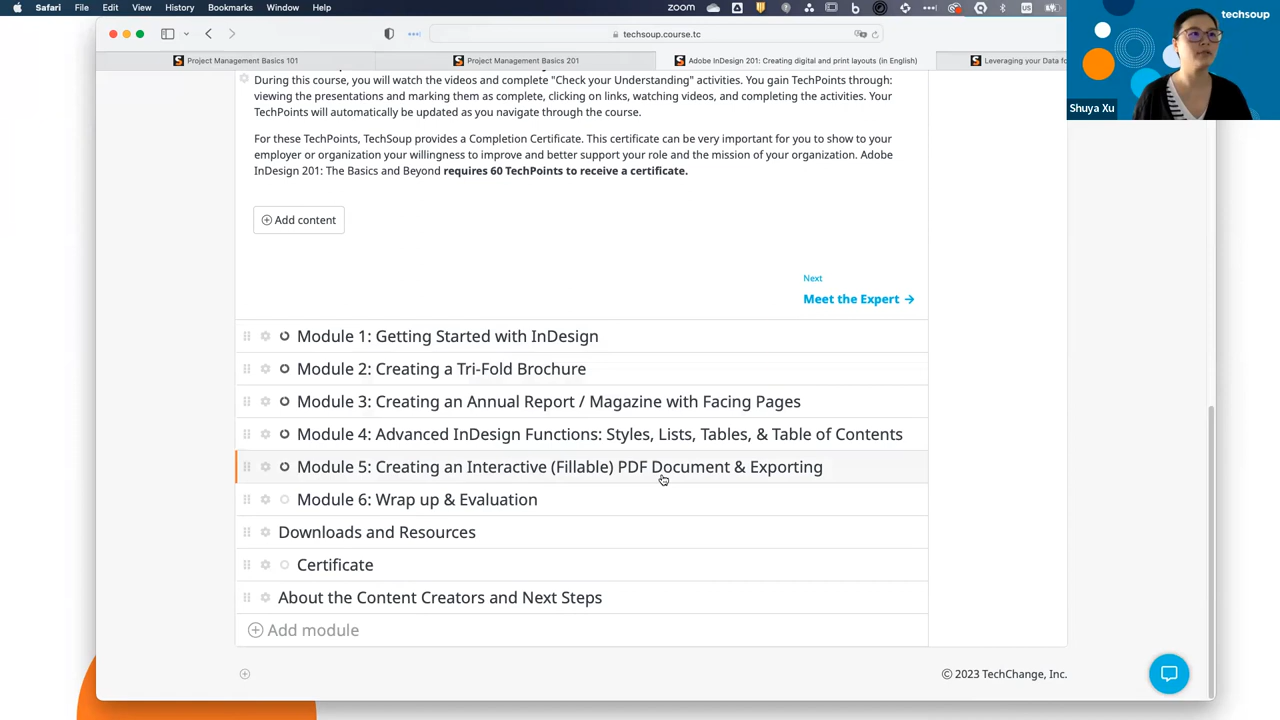 Safari File Edit View History Bookmarks Window Help
zoom
US
techsoup
Shuya Xu
techsoup.course.tc
Project Management Basics 101
Project Management Basics 201
Adobe InDesign 201: Creating digital and print layouts (in English)
Leveraging your Data fo
During this course, you will watch the videos and complete "Check your Understanding" activities. You gain TechPoints through:
viewing the presentations and marking them as complete, clicking on links, watching videos, and completing the activities. Your
TechPoints will automatically be updated as you navigate through the course.
For these TechPoints, TechSoup provides a Completion Certificate. This certificate can be very important for you to show to your
employer or organization your willingness to improve and better support your role and the mission of your organization. Adobe
InDesign 201: The Basics and Beyond requires 60 TechPoints to receive a certificate.
Add content
Next
Meet the Expert →
Module 1: Getting Started with InDesign
Module 2: Creating a Tri-Fold Brochure
Module 3: Creating an Annual Report / Magazine with Facing Pages
Module 4: Advanced InDesign Functions: Styles, Lists, Tables, & Table of Contents
Module 5: Creating an Interactive (Fillable) PDF Document & Exporting
Module 6: Wrap up & Evaluation
Downloads and Resources
Certificate
About the Content Creators and Next Steps
Add module
© 2023 TechChange, Inc.